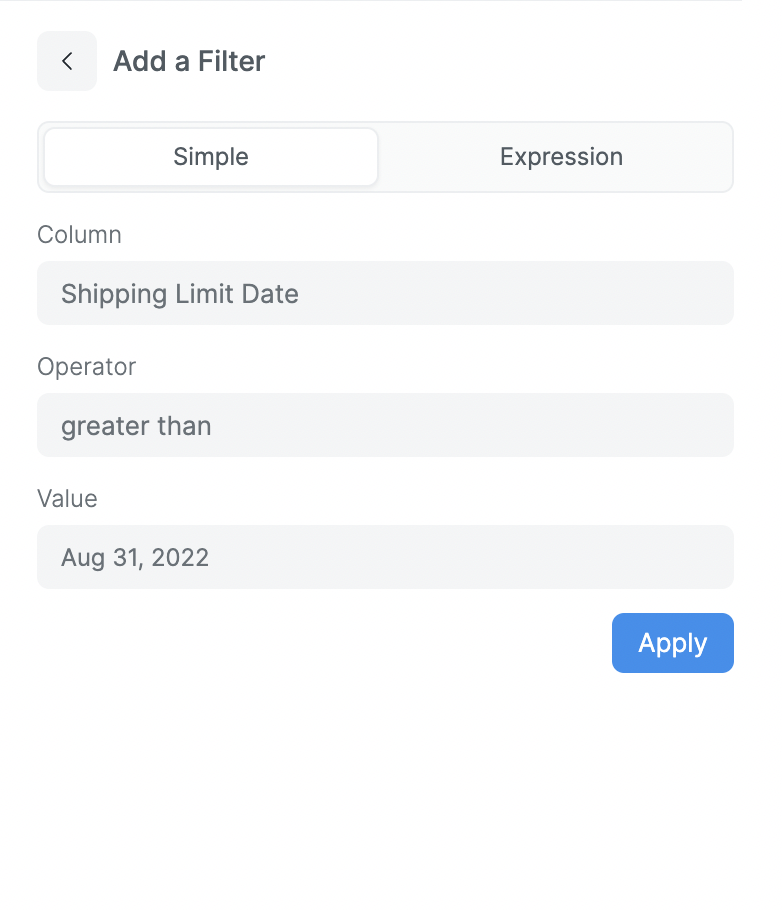 Add a Filter
Simple
Expression
Column
Shipping Limit Date
Operator
greater than
Value
Aug 31, 2022
Apply